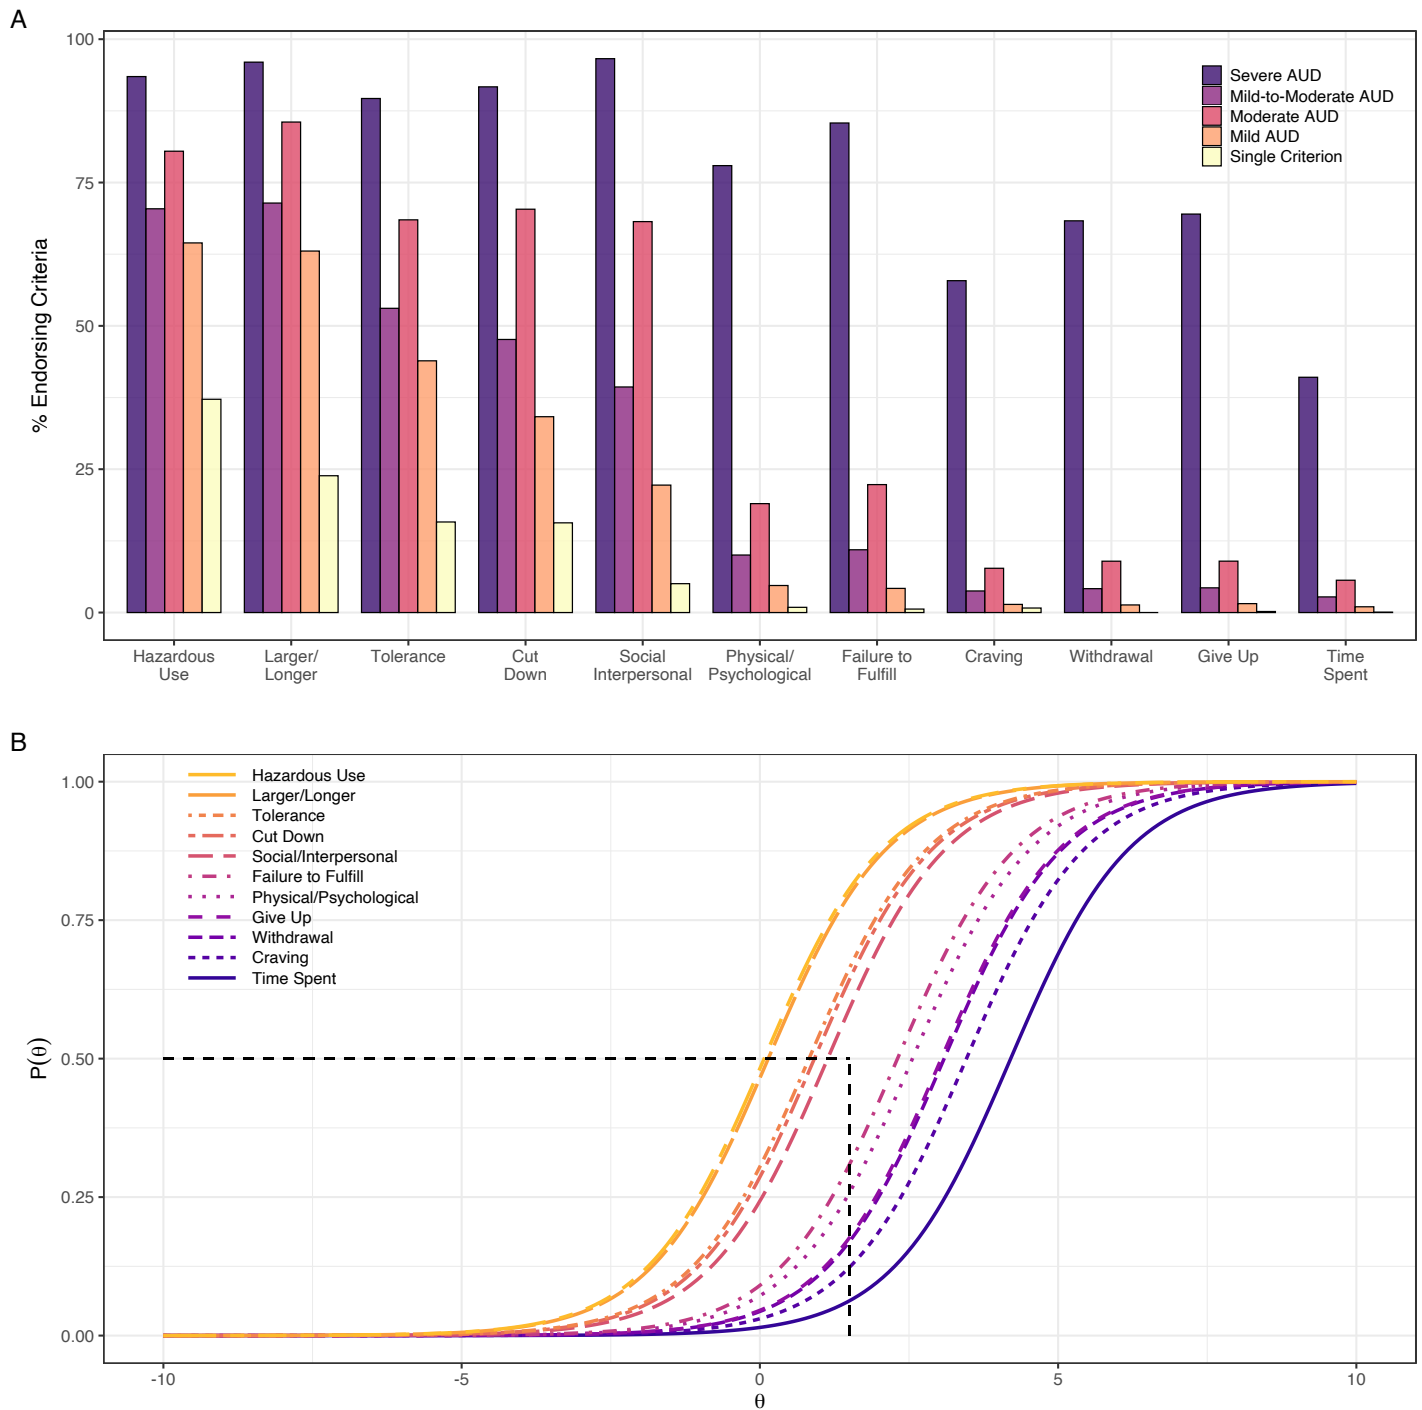 A
100
75
50
25
0
% Endorsing Criteria
Severe AUD
Mild-to-Moderate AUD
Moderate AUD
Mild AUD
Single Criterion
Hazardous
Use
Larger/
Longer
Tolerance
Cut
Down
Social
Interpersonal
Physical/
Psychological
Failure to
Fulfill
Craving
Withdrawal
Give Up
Time
Spent
B
1.00
0.75
0.50
0.25
0.00
P(θ)
Hazardous Use
Larger/Longer
Tolerance
Cut Down
Social/Interpersonal
Failure to Fulfill
Physical/Psychological
Give Up
Withdrawal
Craving
Time Spent
-10
-5
0
5
10
θ